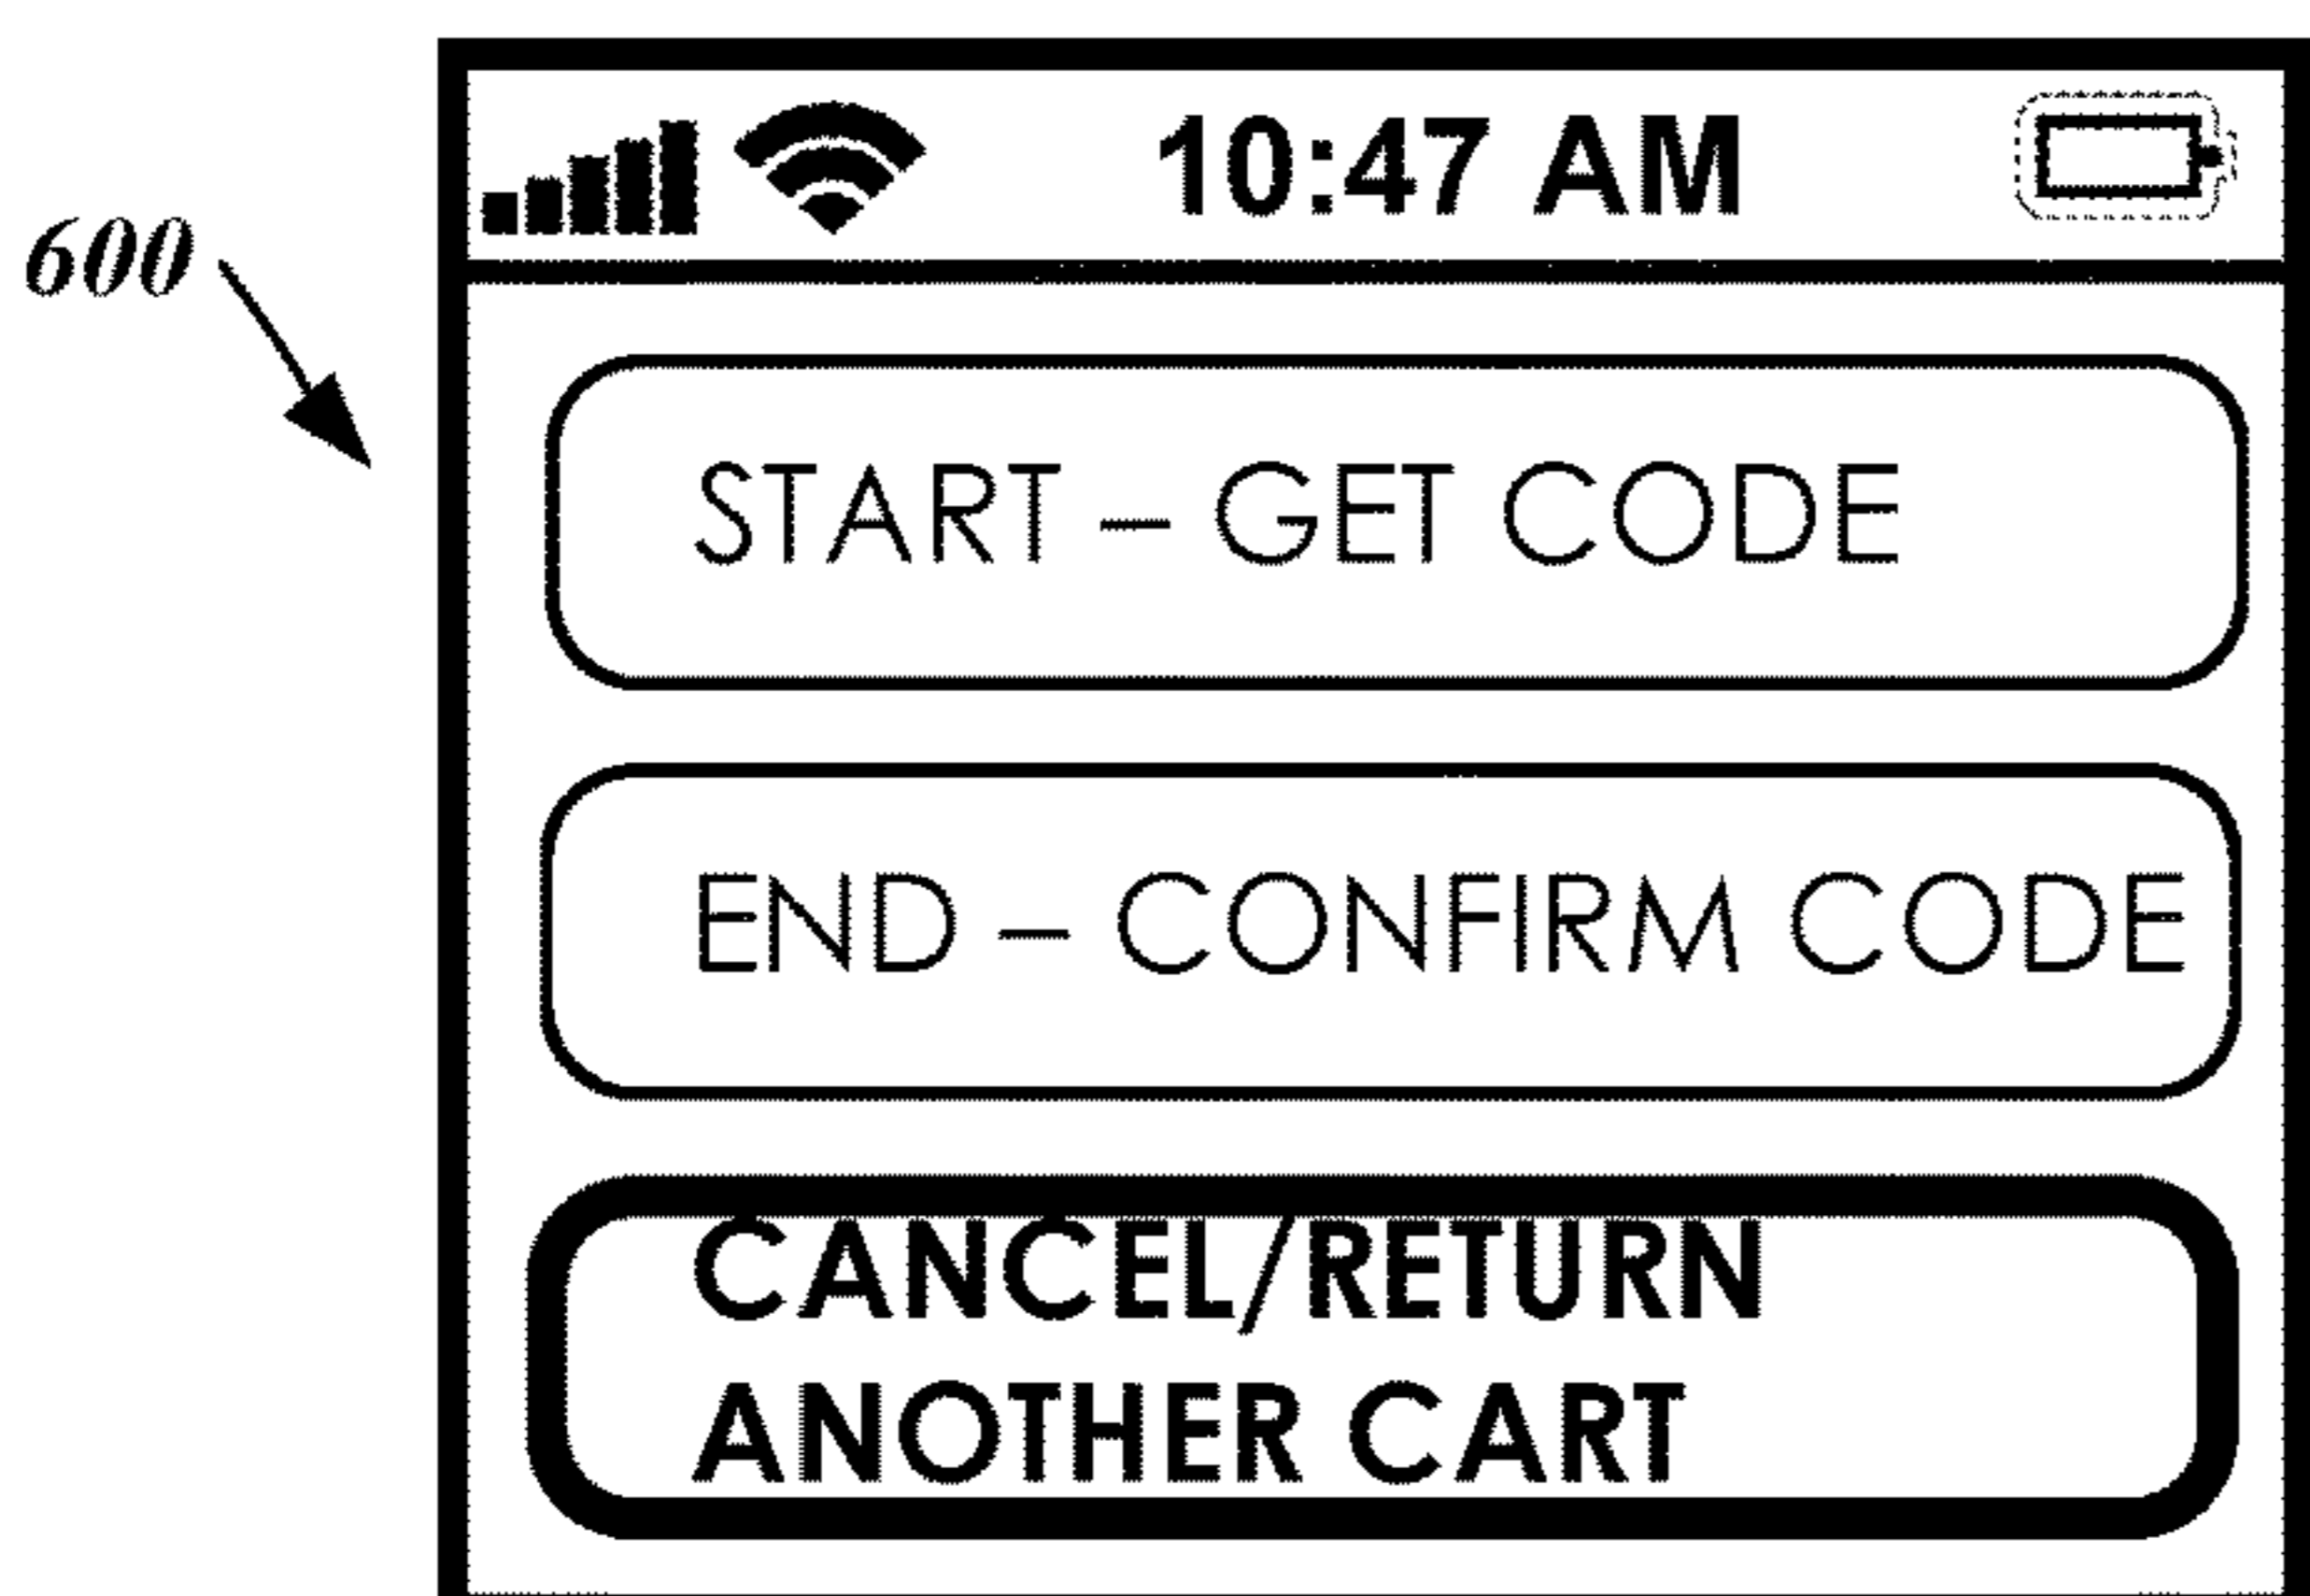 10:47 AM
600
START – GET CODE
END – CONFIRM CODE
CANCEL/RETURN
ANOTHER CART